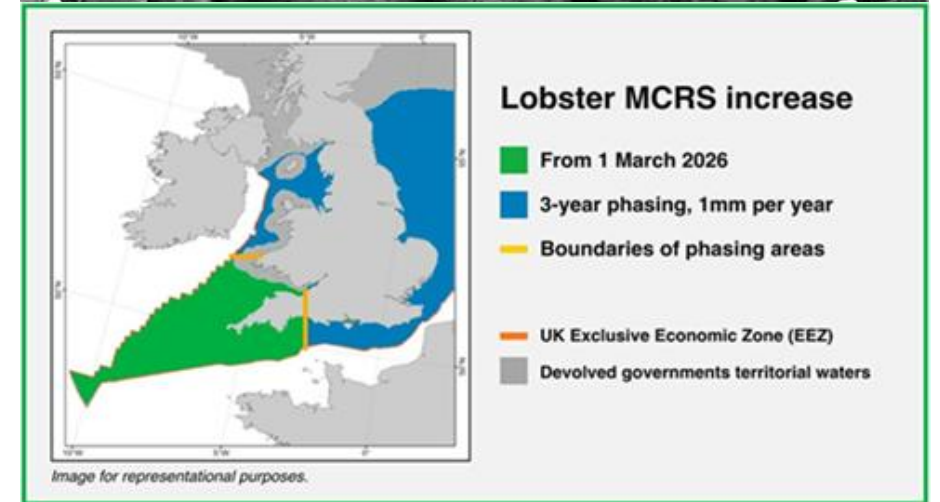 Lobster MCRS increase
From 1 March 2026
3-year phasing, 1mm per year
Boundaries of phasing areas
UK Exclusive Economic Zone (EEZ)
Devolved governments territorial waters
Image for representational purposes.